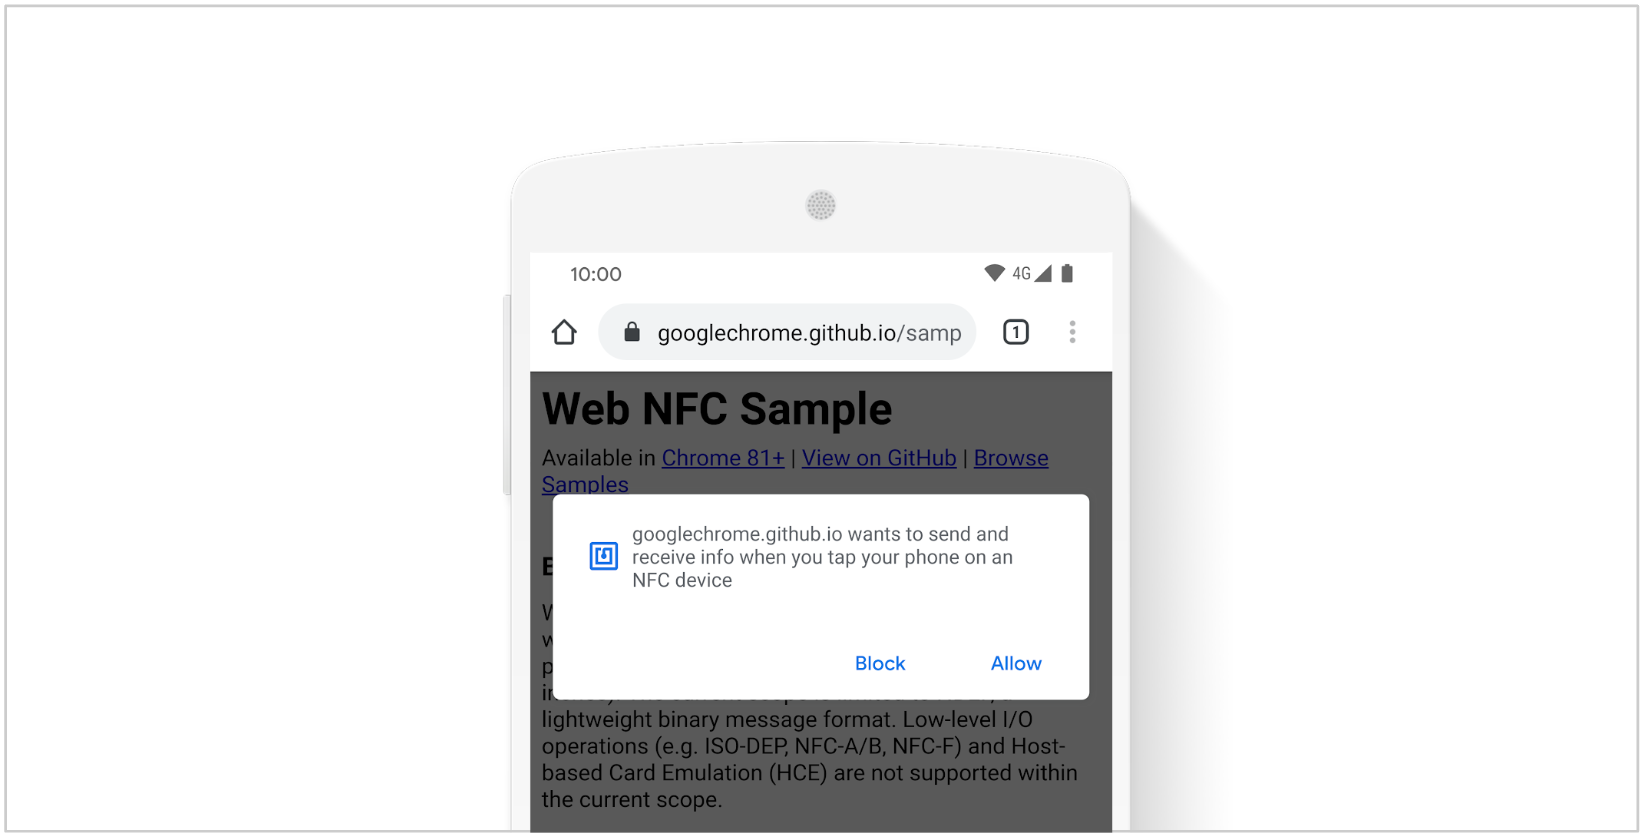 10:00
4G
googlechrome.github.io/samp
1
Web NFC Sample
Available in Chrome 81+ | View on GitHub | Browse
Samples
googlechrome.github.io wants to send and
receive info when you tap your phone on an
NFC device
Block
Allow
lightweight binary message format. Low-level I/O
operations (e.g. ISO-DEP, NFC-A/B, NFC-F) and Host-
based Card Emulation (HCE) are not supported within
the current scope.